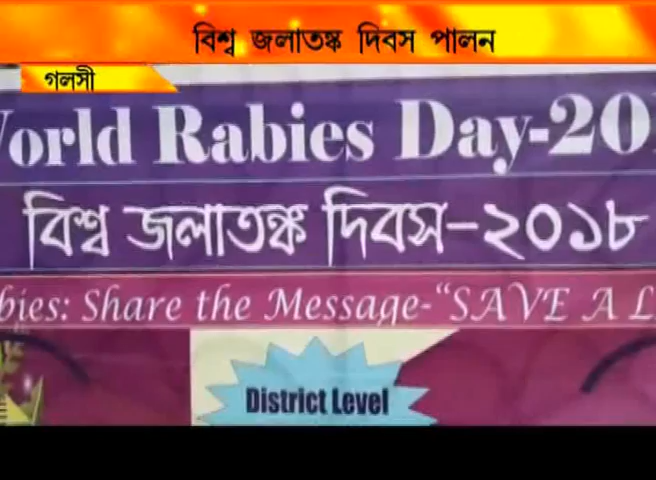 বিশ্ব জলাতঙ্ক দিবস পালন
গলসী
World Rabies Day-20
বিশ্ব জলাতঙ্ক দিবস-২০১৮
bies: Share the Message-“SAVE A L
District Level